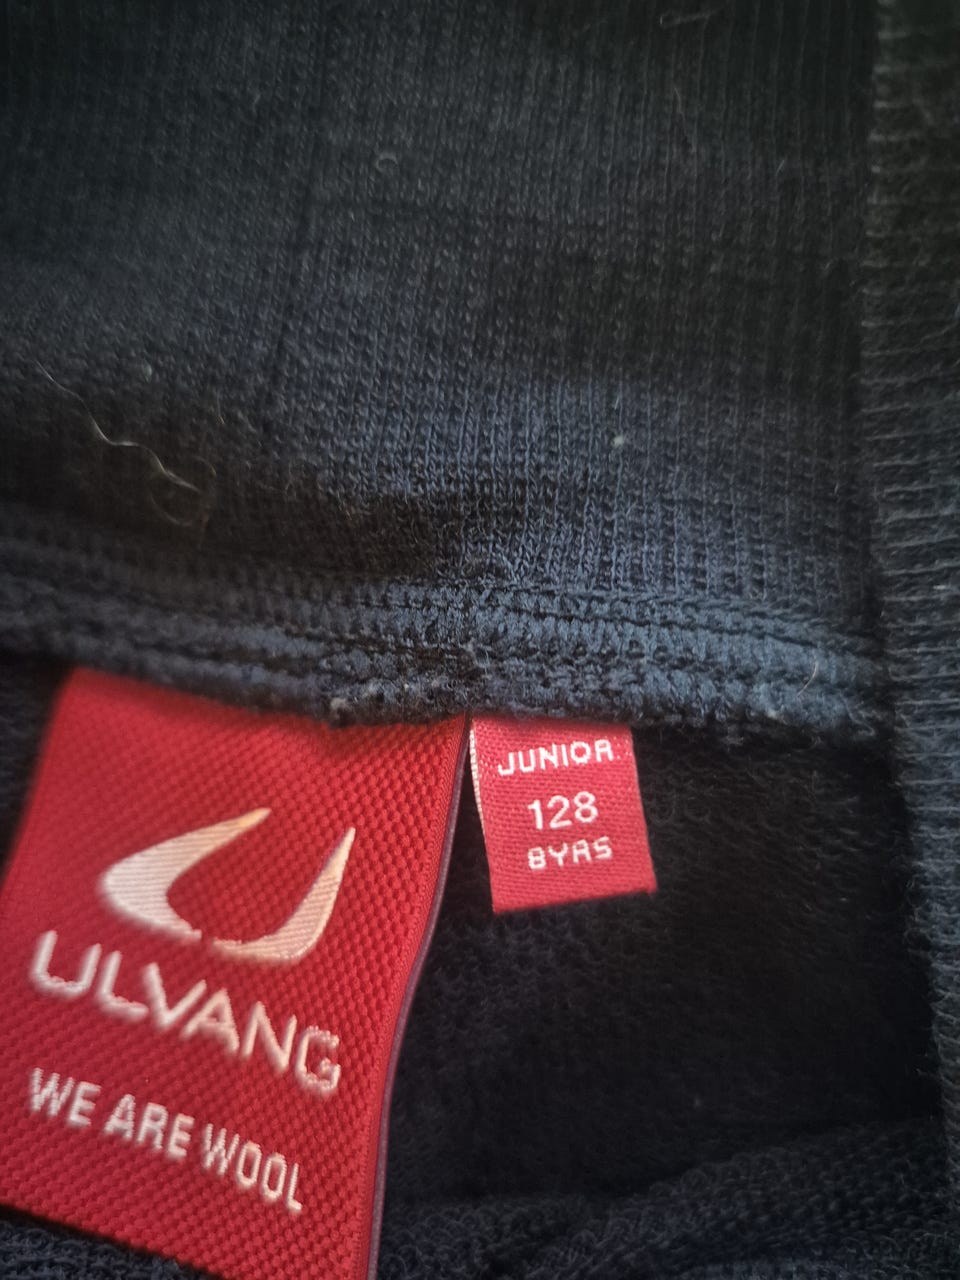 ULVANG
WE ARE WOOL
JUNIOR
128
8YRS